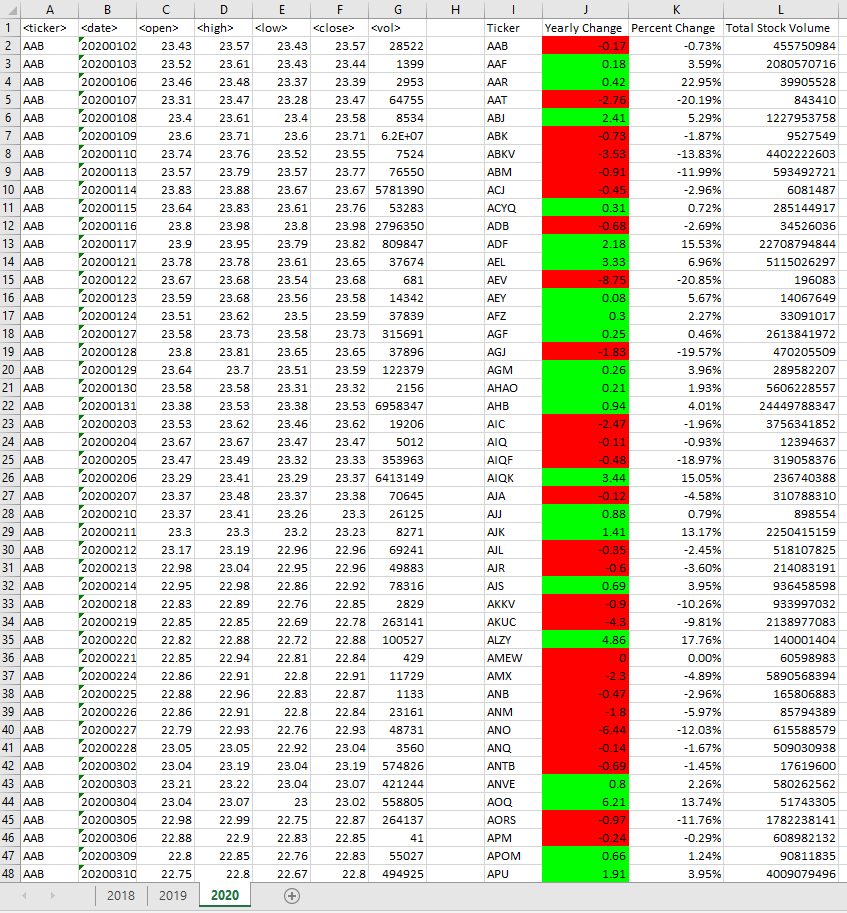 A B C D E F G H I J K L
1 <ticker> <date> <open> <high> <low> <close> <vol> Ticker Yearly Change Percent Change Total Stock Volume
2 AAB 20200102 23.43 23.57 23.43 23.57 28522 AAB -0.17 -0.73% 455750984
3 AAB 20200103 23.52 23.61 23.43 23.44 1399 AAF 0.18 3.59% 2080570716
4 AAB 20200106 23.46 23.48 23.37 23.39 2953 AAR 0.42 22.95% 39905528
5 AAB 20200107 23.31 23.47 23.28 23.47 64755 AAT -2.76 -20.19% 843410
6 AAB 20200108 23.4 23.61 23.4 23.58 8534 ABJ 2.41 5.29% 1227953758
7 AAB 20200109 23.6 23.71 23.6 23.71 6.2E+07 ABK -0.73 -1.87% 9527549
8 AAB 20200110 23.74 23.76 23.52 23.55 7524 ABKV -3.53 -13.83% 4402222603
9 AAB 20200113 23.57 23.79 23.57 23.77 76550 ABM -0.91 -11.99% 593492721
10 AAB 20200114 23.83 23.88 23.67 23.67 5781390 ACJ -0.45 -2.96% 6081487
11 AAB 20200115 23.64 23.83 23.61 23.76 53283 ACYQ 0.31 0.72% 285144917
12 AAB 20200116 23.8 23.98 23.8 23.98 2796350 ADB -0.68 -2.69% 34526036
13 AAB 20200117 23.9 23.95 23.79 23.82 809847 ADF 2.18 15.53% 22708794844
14 AAB 20200121 23.78 23.78 23.61 23.65 37674 AEL 3.33 6.96% 5115026297
15 AAB 20200122 23.67 23.68 23.54 23.68 681 AEV -8.75 -20.85% 196083
16 AAB 20200123 23.59 23.68 23.56 23.58 14342 AEY 0.08 5.67% 14067649
17 AAB 20200124 23.51 23.62 23.5 23.59 37839 AFZ 0.3 2.27% 33091017
18 AAB 20200127 23.58 23.73 23.58 23.73 315691 AGF 0.25 0.46% 2613841972
19 AAB 20200128 23.8 23.81 23.65 23.65 37896 AGJ -1.83 -19.57% 470205509
20 AAB 20200129 23.64 23.7 23.51 23.59 122379 AGM 0.26 3.96% 289582207
21 AAB 20200130 23.58 23.58 23.31 23.32 2156 AHAO 0.21 1.93% 5606228557
22 AAB 20200131 23.38 23.53 23.38 23.53 6958347 AHB 0.94 4.01% 24449788347
23 AAB 20200203 23.53 23.62 23.46 23.62 19206 AIC -2.47 -1.96% 3756341852
24 AAB 20200204 23.67 23.67 23.47 23.47 5012 AIQ -0.11 -0.93% 12394637
25 AAB 20200205 23.47 23.49 23.32 23.33 353963 AIQF -0.48 -18.97% 319058376
26 AAB 20200206 23.29 23.41 23.29 23.37 6413149 AIQK 3.44 15.05% 236740388
27 AAB 20200207 23.37 23.48 23.37 23.38 70645 AJA -0.12 -4.58% 310788310
28 AAB 20200210 23.37 23.41 23.26 23.3 26125 AJJ 0.88 0.79% 898554
29 AAB 20200211 23.3 23.3 23.2 23.23 8271 AJK 1.41 13.17% 2250415159
30 AAB 20200212 23.17 23.19 22.96 22.96 69241 AJL -0.35 -2.45% 518107825
31 AAB 20200213 22.98 23.04 22.95 22.96 49883 AJR -0.6 -3.60% 214083191
32 AAB 20200214 22.95 22.98 22.86 22.92 78316 AJS 0.69 3.95% 936458598
33 AAB 20200218 22.83 22.89 22.76 22.85 2829 AKKV -0.9 -10.26% 933997032
34 AAB 20200219 22.85 22.85 22.69 22.78 263141 AKUC -4.3 -9.81% 2138977083
35 AAB 20200220 22.82 22.88 22.72 22.88 100527 ALZY 4.86 17.76% 140001404
36 AAB 20200221 22.85 22.94 22.81 22.84 429 AMEW 0 0.00% 60598983
37 AAB 20200224 22.86 22.91 22.8 22.91 11729 AMX -2.3 -4.89% 5890568394
38 AAB 20200225 22.88 22.96 22.83 22.87 1133 ANB -0.47 -2.96% 165806883
39 AAB 20200226 22.86 22.91 22.8 22.84 23161 ANM -1.8 -5.97% 85794389
40 AAB 20200227 22.79 22.93 22.76 22.93 48731 ANO -6.44 -12.03% 615588579
41 AAB 20200228 23.05 23.05 22.92 23.04 3560 ANQ -0.14 -1.67% 509030938
42 AAB 20200302 23.04 23.19 23.04 23.19 574826 ANTB -0.69 -1.45% 17619600
43 AAB 20200303 23.21 23.22 23.04 23.07 421244 ANVE 0.8 2.26% 580262562
44 AAB 20200304 23.04 23.07 23 23.02 558805 AOQ 6.21 13.74% 51743305
45 AAB 20200305 22.98 22.99 22.75 22.87 264137 AORS -0.97 -11.76% 1782238141
46 AAB 20200306 22.88 22.9 22.83 22.85 41 APM -0.24 -0.29% 608982132
47 AAB 20200309 22.8 22.85 22.76 22.83 55027 APOM 0.66 1.24% 90811835
48 AAB 20200310 22.75 22.8 22.67 22.8 494925 APU 1.91 3.95% 4009079496
2018 2019 2020